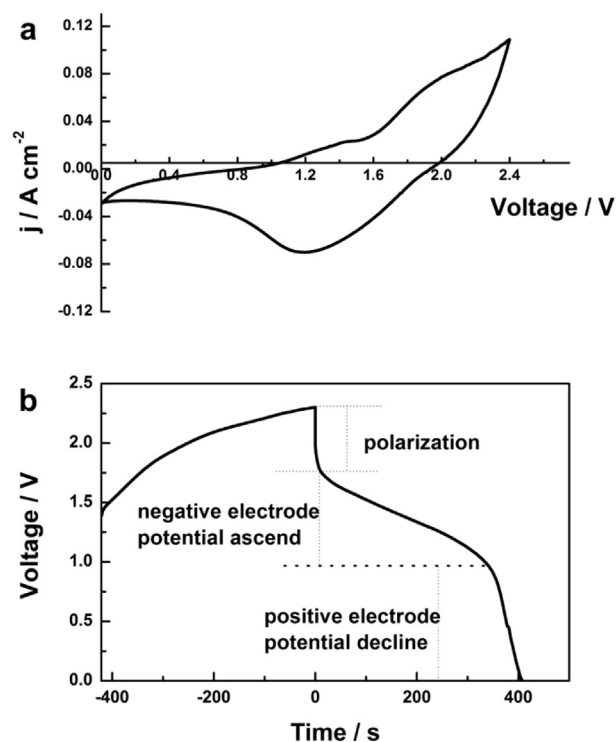 a
0.12
0.08
0.04
0.00
-0.04
-0.08
-0.12
j / A cm-2
0.0 0.4 0.8 1.2 1.6 2.0 2.4
Voltage / V
b
2.5
2.0
1.5
1.0
0.5
0.0
Voltage / V
polarization
negative electrode
potential ascend
positive electrode
potential decline
-400 -200 0 200 400
Time / s